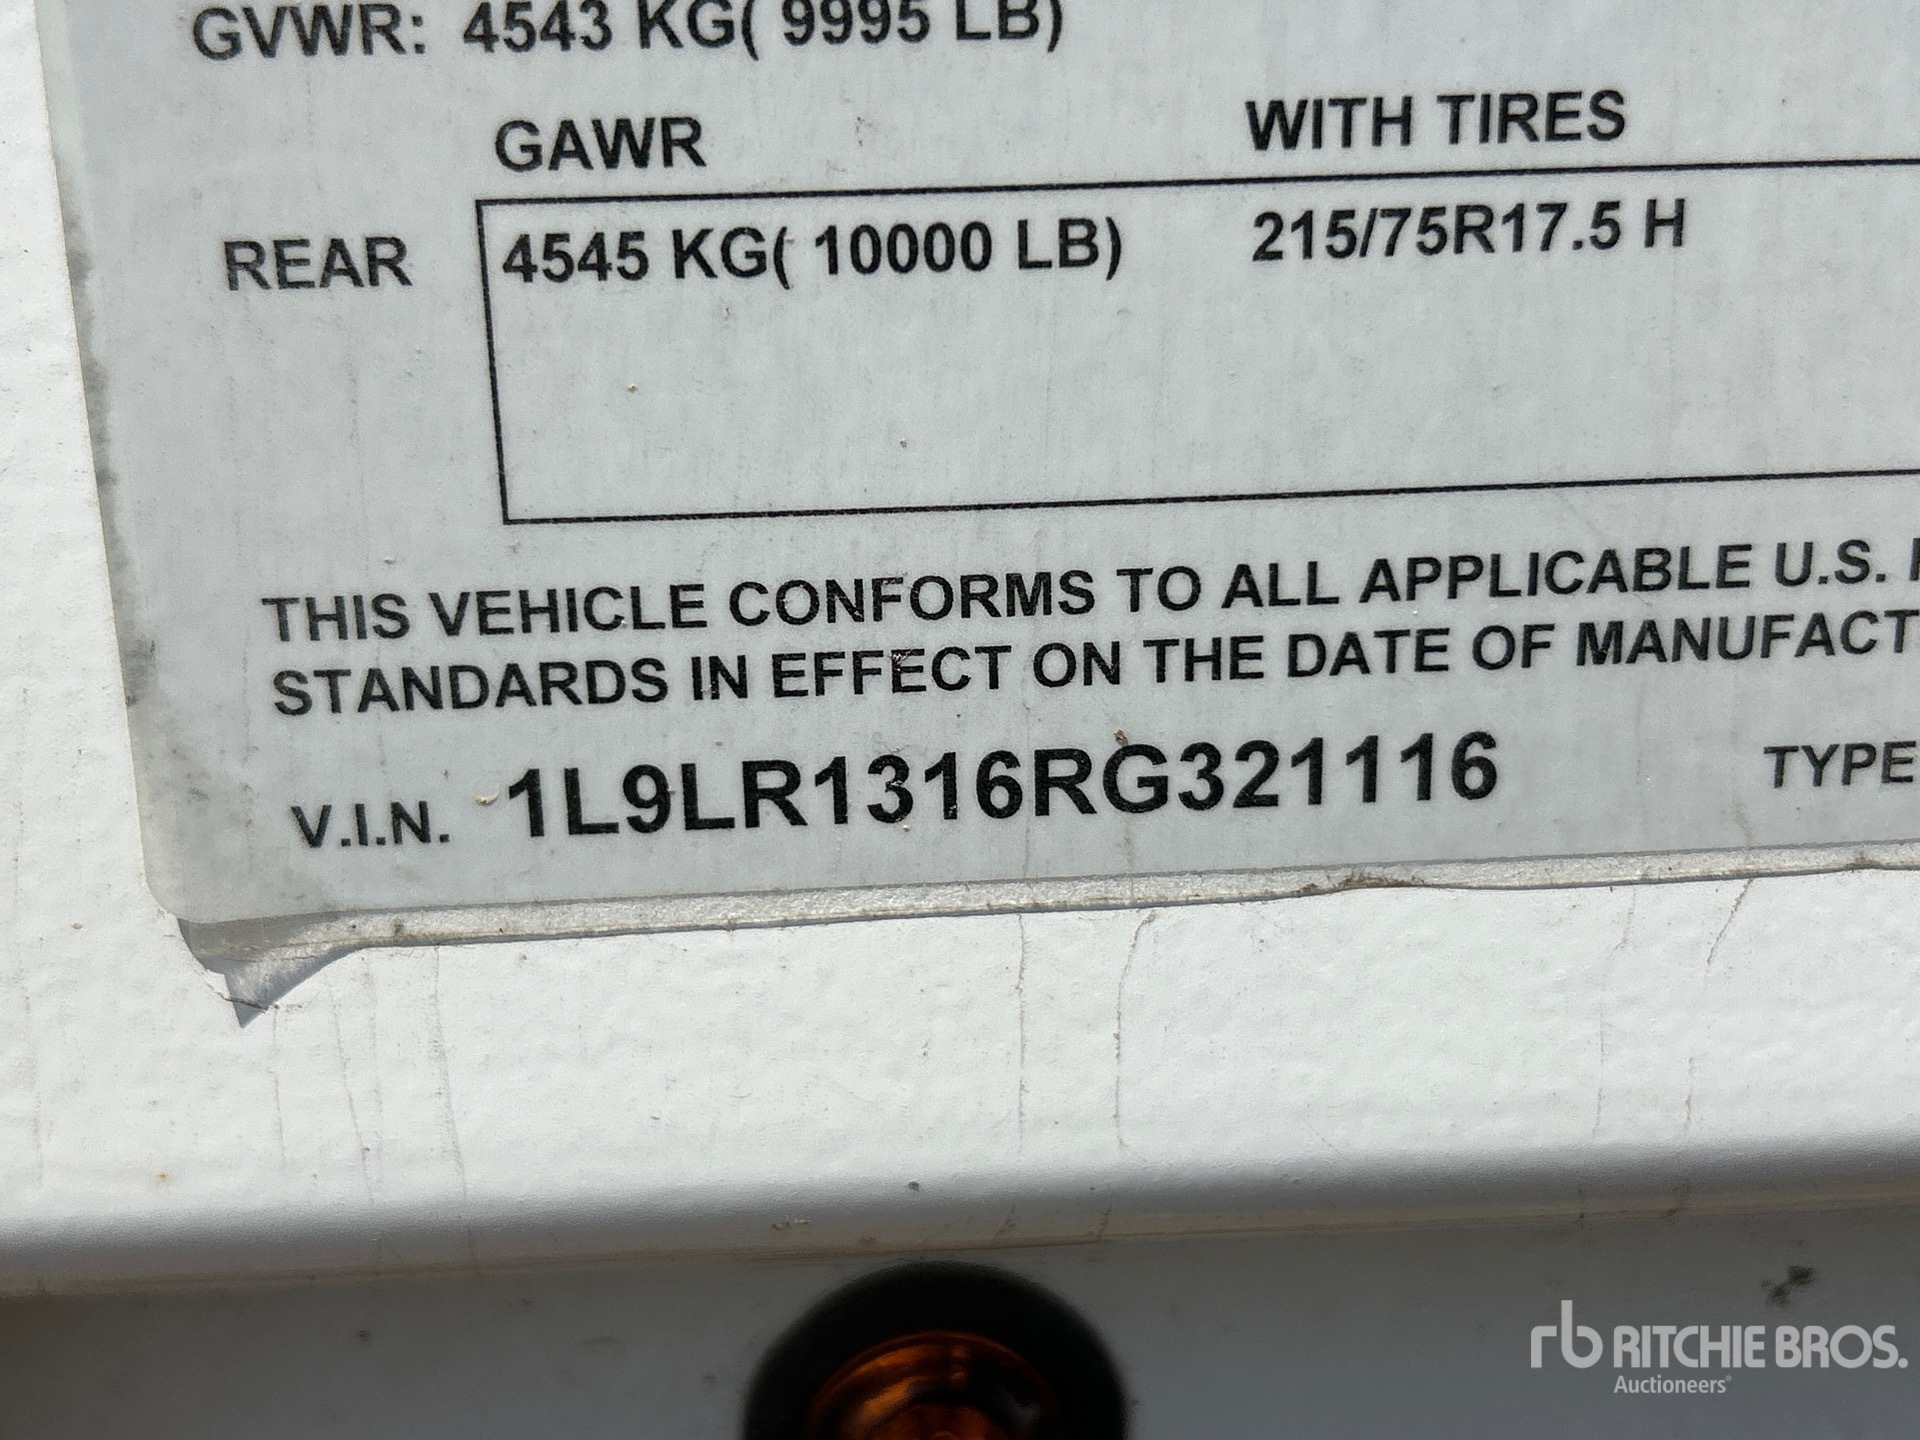 GVWR: 4543 KG( 9995 LB)
GAWR WITH TIRES
REAR 4545 KG( 10000 LB) 215/75R17.5 H
THIS VEHICLE CONFORMS TO ALL APPLICABLE U.S.
STANDARDS IN EFFECT ON THE DATE OF MANUFACT
V.I.N. 1L9LR1316RG321116 TYPE
rb RITCHIE BROS.
Auctioneers